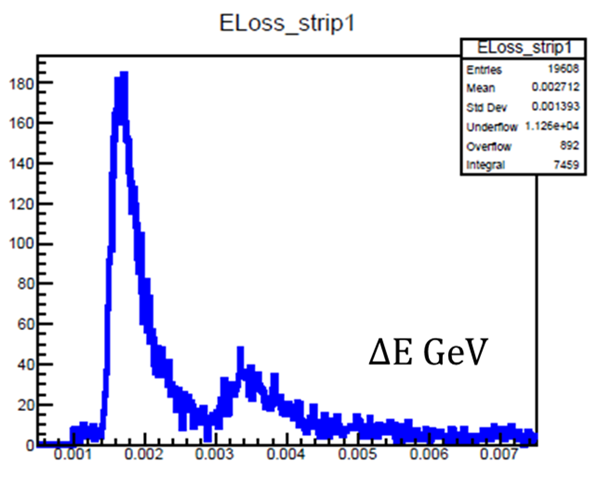 ELoss_strip1
ELoss_strip1
Entries 19608
Mean 0.002712
Std Dev 0.001393
Underflow 1.126e+04
Overflow 892
Integral 7459
180
160
140
120
100
80
60
40
20
0
ΔE GeV
0.001 0.002 0.003 0.004 0.005 0.006 0.007